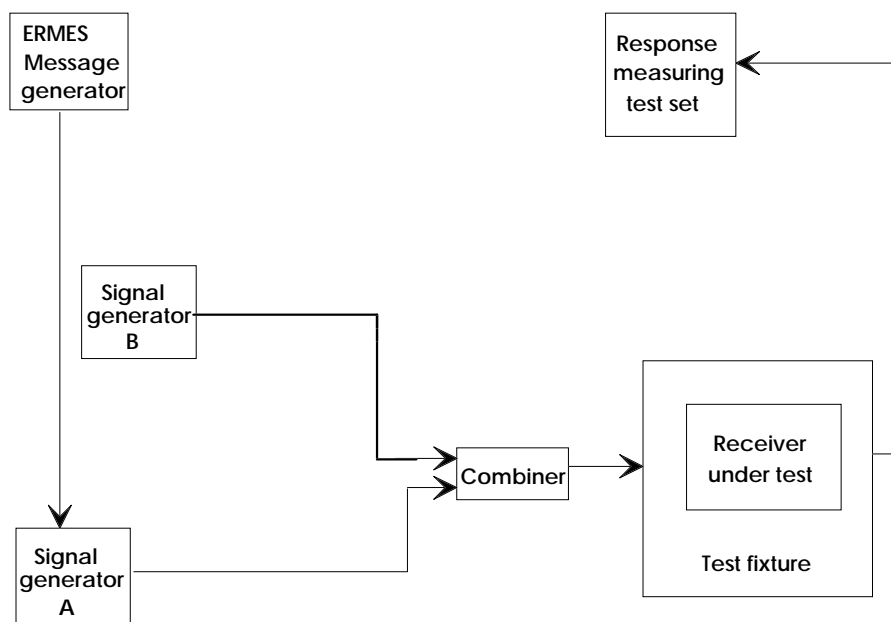 ERMES
Message
generator
Response
measuring
test set
Signal
generator
B
Combiner
Receiver
under test
Signal
generator
A
Test fixture